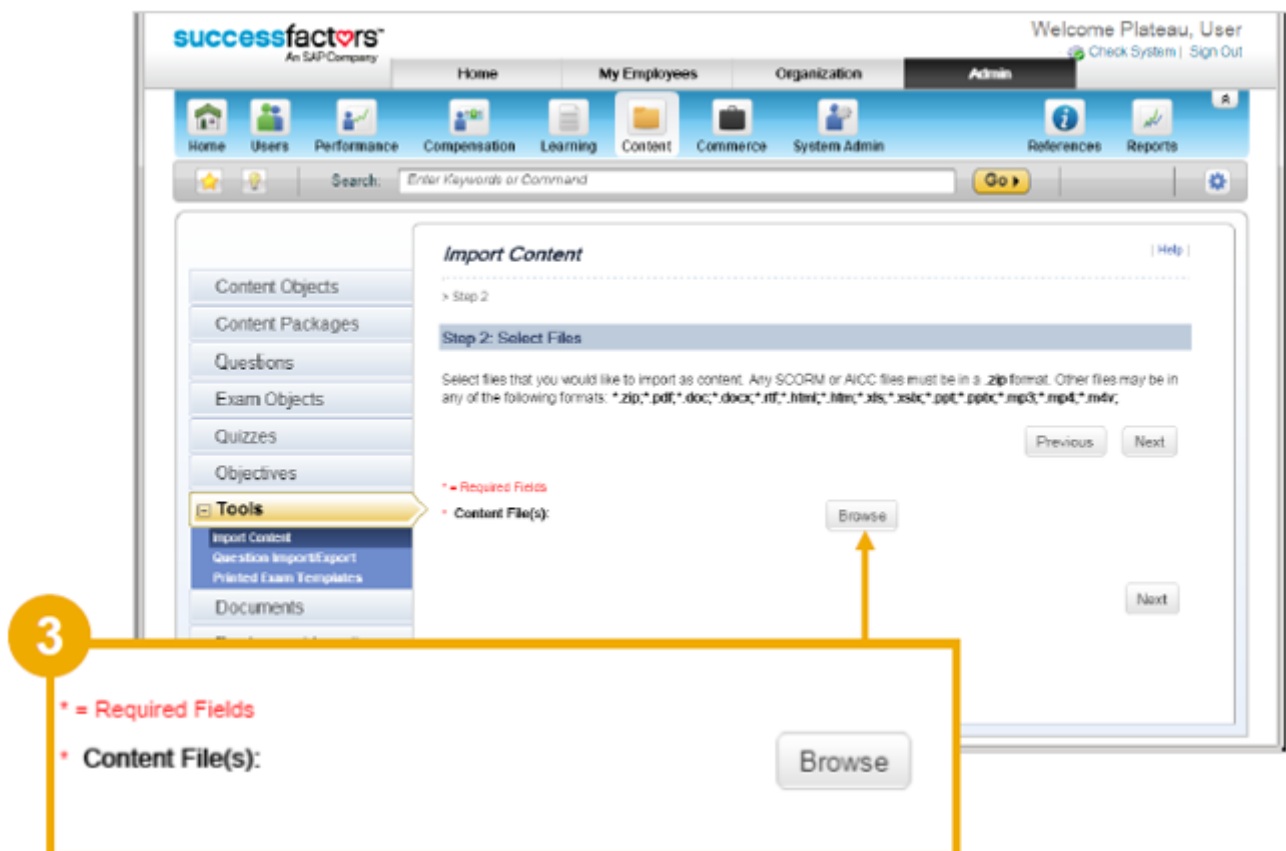 successfactors™
An SAP Company
Welcome Plateau, User
Check System | Sign Out
Home My Employees Organization Admin
Home Users Performance Compensation Learning Content Commerce System Admin References Reports
Search: Enter Keywords or Command Go
Import Content
| Help |
Content Objects
> Step 2
Content Packages
Step 2: Select Files
Questions
Select files that you would like to import as content. Any SCORM or AICC files must be in a .zip format. Other files may be in
any of the following formats: *.zip;*.pdf;*.doc;*.docx;*.rtf;*.html;*.htm;*.xls;*.xslx;*.ppt;*.pptx;*.mp3;*.mp4;*.m4v;
Exam Objects
Quizzes
Previous Next
Objectives
* = Required Fields
Tools
* Content File(s): Browse
Import Content
Question Import/Export
Printed Exam Templates
Documents
Next
3
* = Required Fields
* Content File(s): Browse